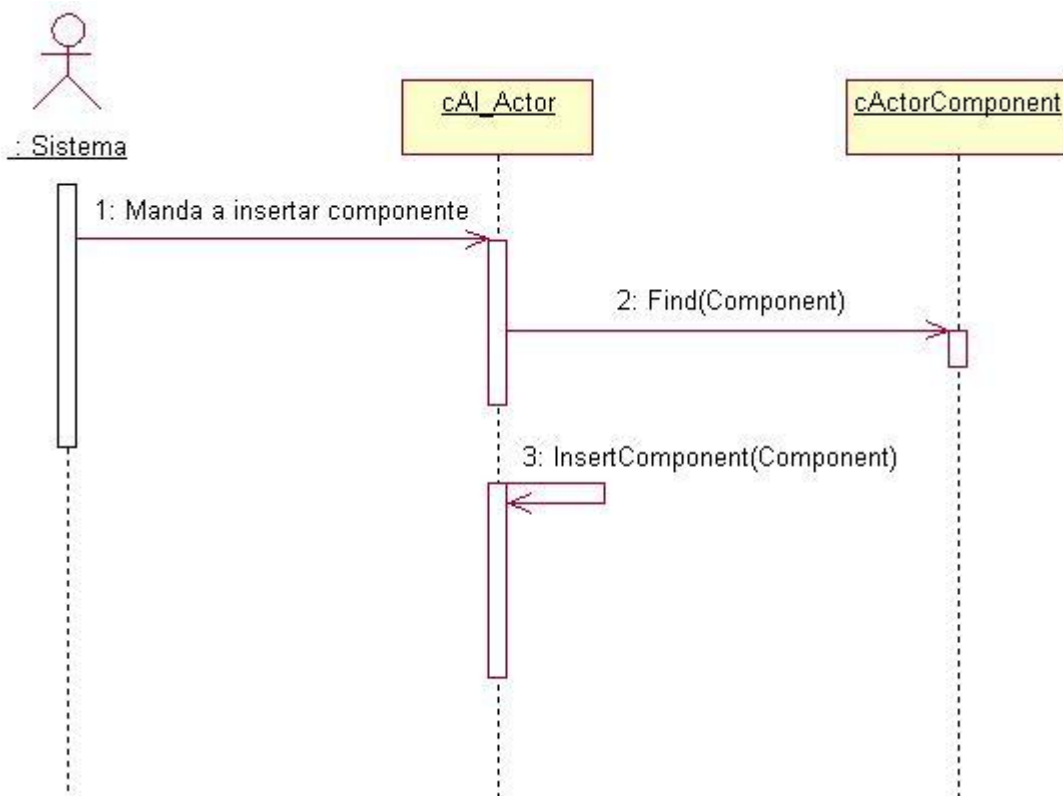 cAI_Actor
cActorComponent
: Sistema
1: Manda a insertar componente
2: Find(Component)
3: InsertComponent(Component)